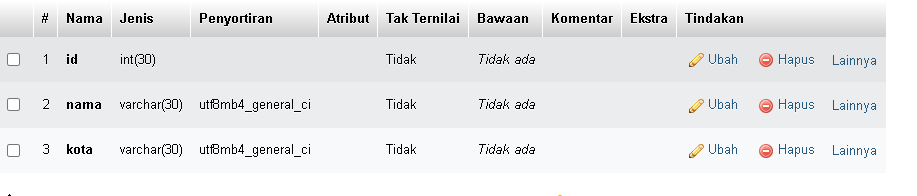 # Nama Jenis Penyortiran Atribut Tak Ternilai Bawaan Komentar Ekstra Tindakan
1 id int(30) Tidak Tidak ada Ubah Hapus Lainnya
2 nama varchar(30) utf8mb4_general_ci Tidak Tidak ada Ubah Hapus Lainnya
3 kota varchar(30) utf8mb4_general_ci Tidak Tidak ada Ubah Hapus Lainnya